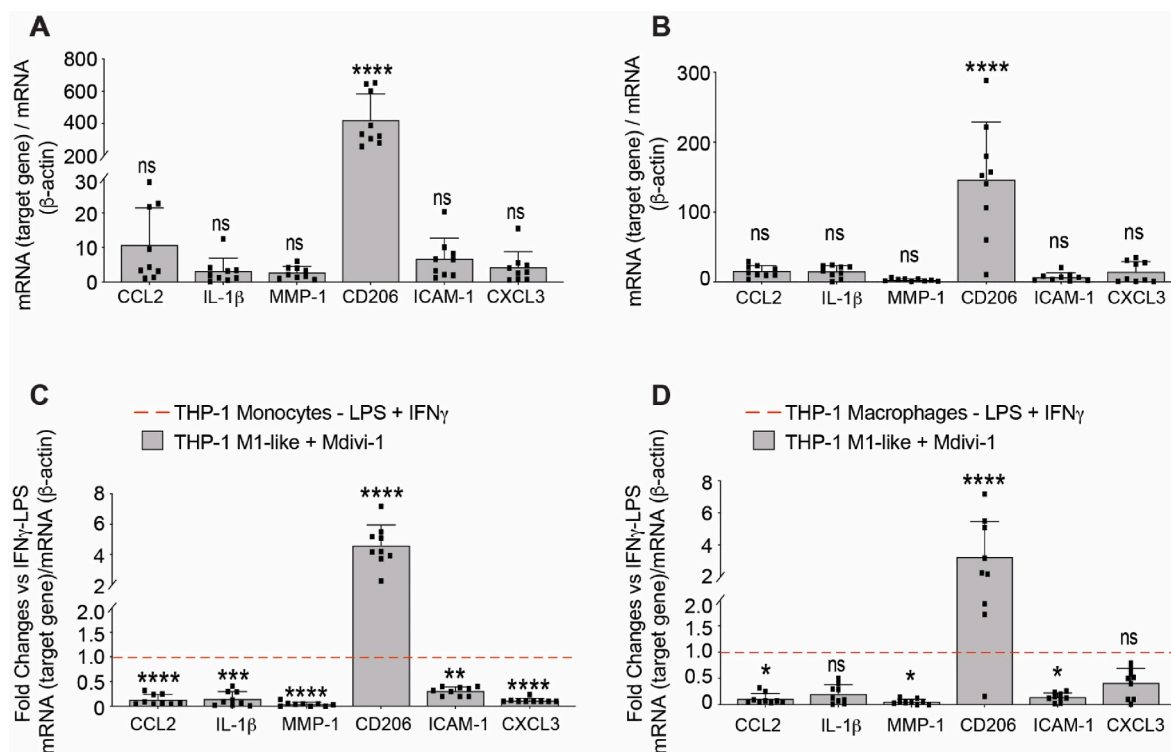 A
mRNA (target gene) / mRNA
(β-actin)
800
600
400
200
30
20
10
0
ns
ns
ns
****
ns
ns
CCL2
IL-1β
MMP-1
CD206
ICAM-1
CXCL3
B
mRNA (target gene) / mRNA
(β-actin)
300
200
100
0
ns
ns
ns
****
ns
ns
CCL2
IL-1β
MMP-1
CD206
ICAM-1
CXCL3
C
THP-1 Monocytes - LPS + IFNγ
THP-1 M1-like + Mdivi-1
Fold Changes vs IFNγ-LPS
mRNA (target gene)/mRNA (β-actin)
8
6
4
2
2.0
1.5
1.0
0.5
0
****
***
****
****
**
****
CCL2
IL-1β
MMP-1
CD206
ICAM-1
CXCL3
D
THP-1 Macrophages - LPS + IFNγ
THP-1 M1-like + Mdivi-1
Fold Changes vs IFNγ-LPS
mRNA (target gene)/mRNA (β-actin)
8
6
4
2
2.0
1.5
1.0
0.5
0
*
ns
*
****
*
ns
CCL2
IL-1β
MMP-1
CD206
ICAM-1
CXCL3